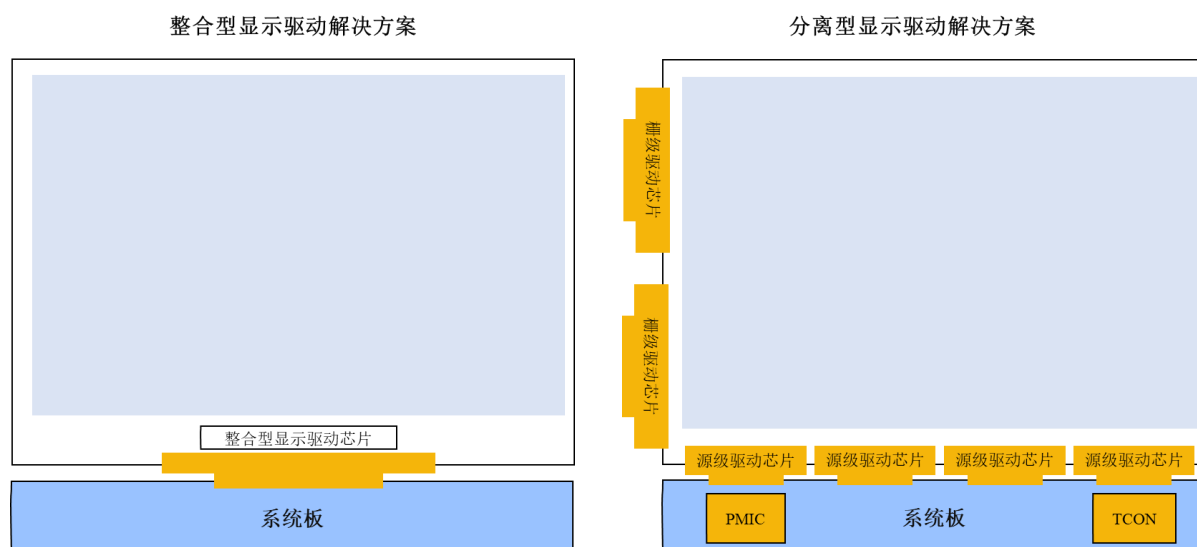 整合型显示驱动解决方案
整合型显示驱动芯片
系统板
分离型显示驱动解决方案
栅级驱动芯片
栅级驱动芯片
源级驱动芯片
源级驱动芯片
源级驱动芯片
源级驱动芯片
PMIC
系统板
TCON